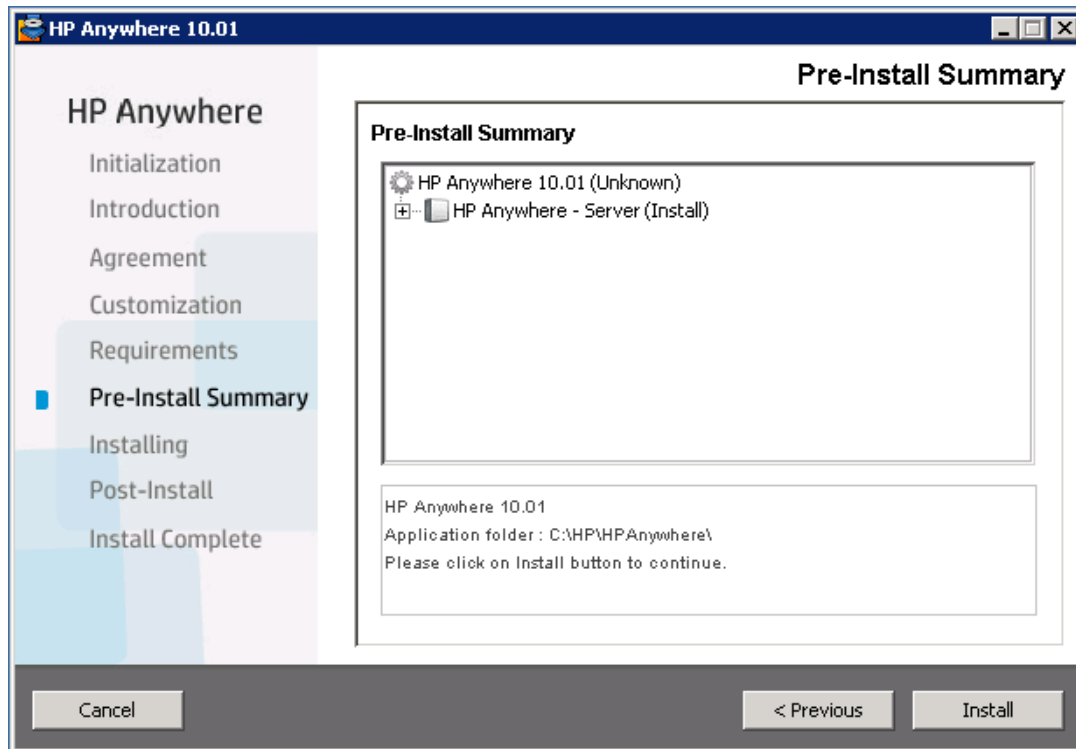 HP Anywhere 10.01
Pre-Install Summary
HP Anywhere
Initialization
Introduction
Agreement
Customization
Requirements
Pre-Install Summary
Installing
Post-Install
Install Complete
Pre-Install Summary
HP Anywhere 10.01 (Unknown)
HP Anywhere - Server (Install)
HP Anywhere 10.01
Application folder : C:\HP\HPAnywhere\
Please click on Install button to continue.
Cancel
< Previous
Install